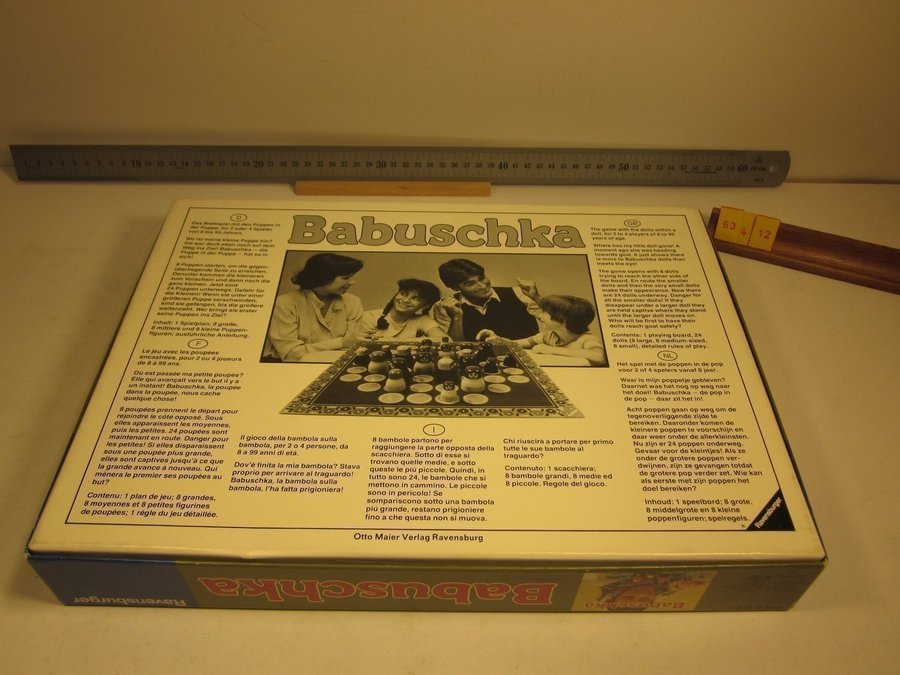 10 20 30 40 50 60
63 4 12
Babuschka
D
Das Brettspiel mit den Puppen in
der Puppe, für 2 oder 4 Spieler
von 8 bis 99 Jahren.
Wo ist meine kleine Puppe hin?
Sie war doch eben noch auf dem
Weg ins Ziel! Babuschka – die
Puppe in der Puppe – hat es in
sich!
8 Puppen starten, um die gegen-
überliegende Seite zu erreichen.
Darunter kommen die kleineren
zum Vorschein und dann noch die
ganz kleinen. Jetzt sind
24 Puppen unterwegs. Gefahr für
die Kleinen! Wenn sie unter einer
größeren Puppe verschwinden,
sind sie gefangen, bis die größere
weiterzieht. Wer bringt als erster
seine Puppen ins Ziel?
Inhalt: 1 Spielplan; 8 große,
8 mittlere und 8 kleine Puppen-
figuren; ausführliche Anleitung.
F
Le jeu avec les poupées
encastrées, pour 2 ou 4 joueurs
de 8 à 99 ans.
Où est passée ma petite poupée?
Elle qui avançait vers le but il y a
un instant! Babuschka, la poupée
dans la poupée, nous cache
quelque chose!
8 poupées prennent le départ pour
rejoindre le côté opposé. Sous
elles apparaissent les moyennes,
puis les petites. 24 poupées sont
maintenant en route. Danger pour
les petites! Si elles disparaissent
sous une poupée plus grande,
elles sont captives jusqu'à ce que
la grande avance à nouveau. Qui
mènera le premier ses poupées au
but?
Contenu: 1 plan de jeu; 8 grandes,
8 moyennes et 8 petites figurines
de poupées; 1 règle du jeu détaillée.
I
Il gioco della bambola sulla
bambola, per 2 o 4 persone, da
8 a 99 anni di età.
Dov'è finita la mia bambola? Stava
proprio per arrivare al traguardo!
Babuschka, la bambola sulla
bambola, l'ha fatta prigioniera!
8 bambole partono per
raggiungere la parte opposta della
scacchiera. Sotto di esse si
trovano quelle medie, e sotto
queste le più piccole. Quindi, in
tutto sono 24, le bambole che si
mettono in cammino. Le piccole
sono in pericolo! Se
scompariscono sotto una bambola
più grande, restano prigioniere
fino a che questa non si muova.
Chi riuscirà a portare per primo
tutte le sue bambole al
traguardo?
Contenuto: 1 scacchiera;
8 bambole grandi, 8 medie ed
8 piccole. Regole del gioco.
GB
The game with the dolls within a
doll, for 2 to 4 players of 8 to 99
years of age.
Where has my little doll gone? A
moment ago she was heading
towards goal. It just shows there
is more to Babuschka dolls than
meets the eye!
The game opens with 8 dolls
trying to reach the other side of
the board. En route the smaller
dolls and then the very small dolls
make their appearance. Now there
are 24 dolls underway. Danger for
all the smaller dolls! If they
disappear under a larger doll they
are held captive where they stand
until the larger doll moves on.
Who will be first to have their
dolls reach goal safely?
Contents: 1 playing board, 24
dolls (8 large, 8 medium-sized,
8 small), detailed rules of play.
NL
Het spel met de poppen in de pop
voor 2 of 4 spelers vanaf 8 jaar.
Waar is mijn poppetje gebleven?
Daarnet was het nog op weg naar
het doel! Babuschka – de pop in
de pop – daar zit het in!
Acht poppen gaan op weg om de
tegenoverliggende zijde te
bereiken. Daaronder komen de
kleinere poppen te voorschijn en
daar weer onder de allerkleinsten.
Nu zijn er 24 poppen onderweg.
Gevaar voor de kleintjes! Als ze
onder de grotere poppen ver-
dwijnen, zijn ze gevangen totdat
de grotere pop verder zet. Wie kan
als eerste met zijn poppen het
doel bereiken?
Inhoud: 1 speelbord; 8 grote,
8 middelgrote en 8 kleine
poppenfiguren; spelregels.
Ravensburger
Otto Maier Verlag Ravensburg
Ravensburger
Babuschka
Babuschka